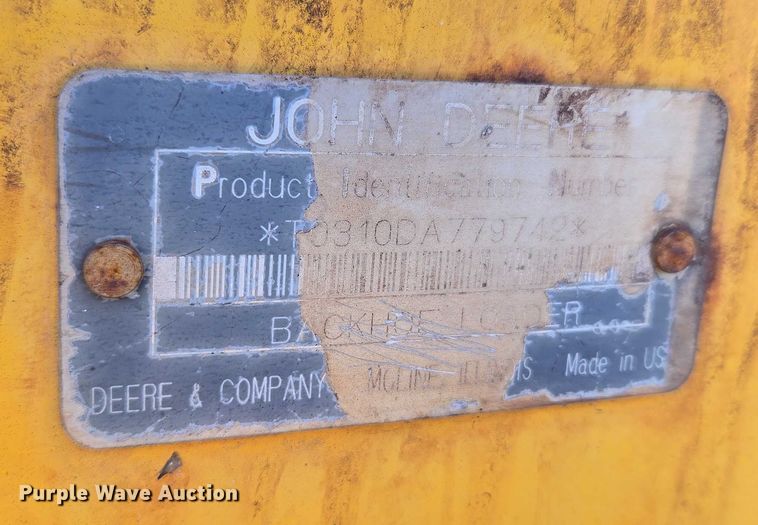 JOHN DEERE
Product Identification Number
*T0310DA779742*
BACKHOE LOADER
DEERE & COMPANY MOLINE ILLINOIS Made in US
Purple Wave Auction